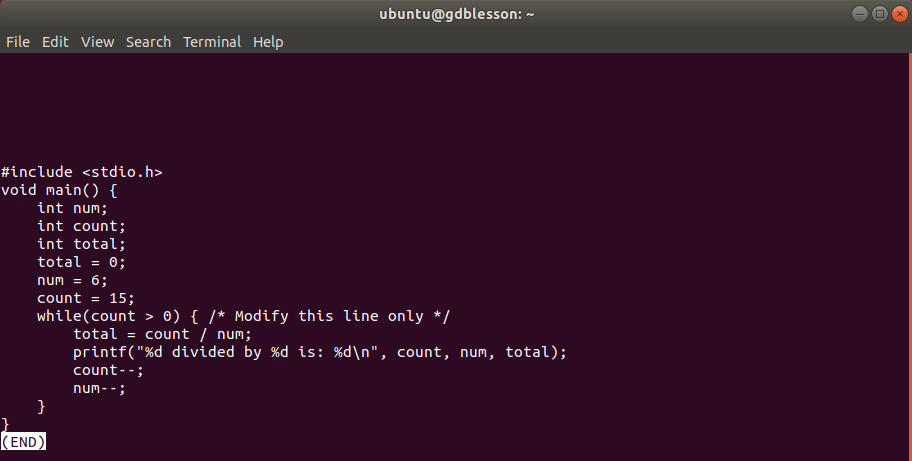 ubuntu@gdblesson: ~
File Edit View Search Terminal Help
#include <stdio.h>
void main() {
    int num;
    int count;
    int total;
    total = 0;
    num = 6;
    count = 15;
    while(count > 0) { /* Modify this line only */
        total = count / num;
        printf("%d divided by %d is: %d\n", count, num, total);
        count--;
        num--;
    }
}
(END)